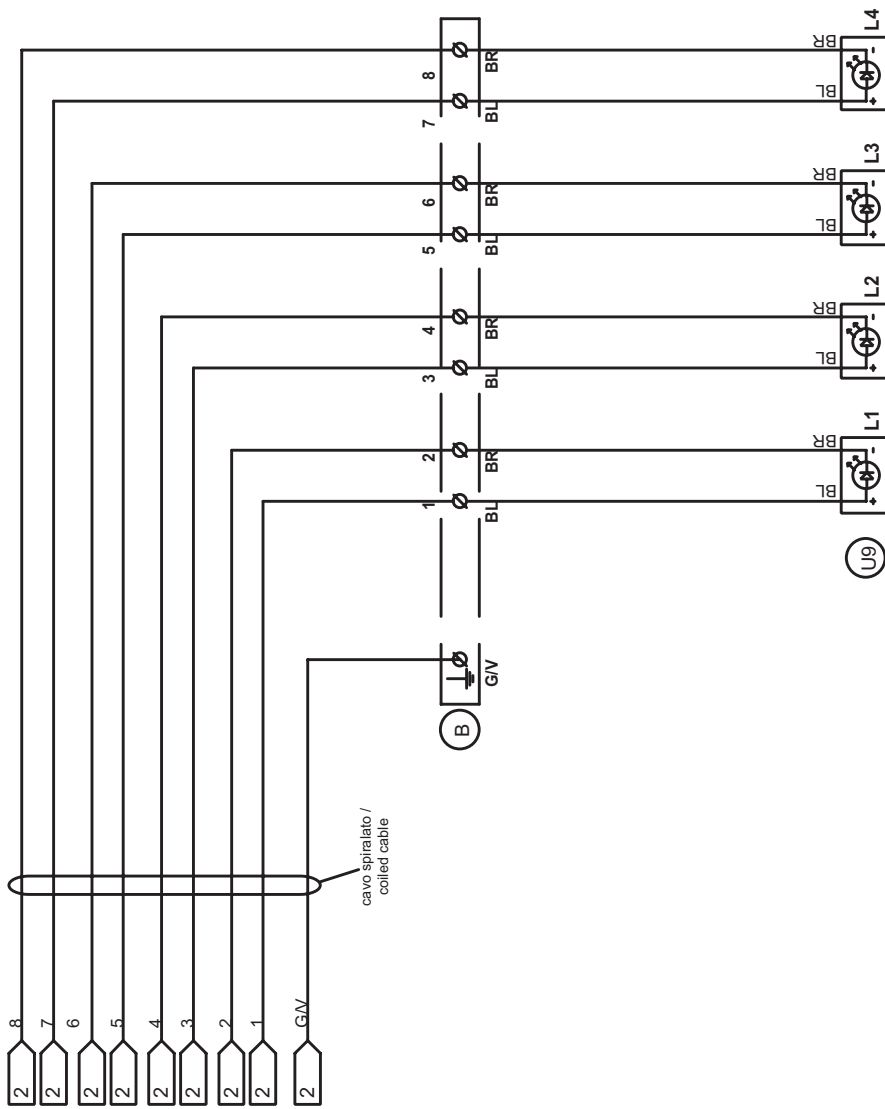 2 8
2 7
2 6
2 5
2 4
2 3
2 2
2 1
2 G/V
cavo spiralato /
coiled cable
1 2 3 4 5 6 7 8
B
G/V BL BR BL BR BL BR BL BR
BL BR BL BR BL BR BL BR
U9
+ - L1 + - L2 + - L3 + - L4